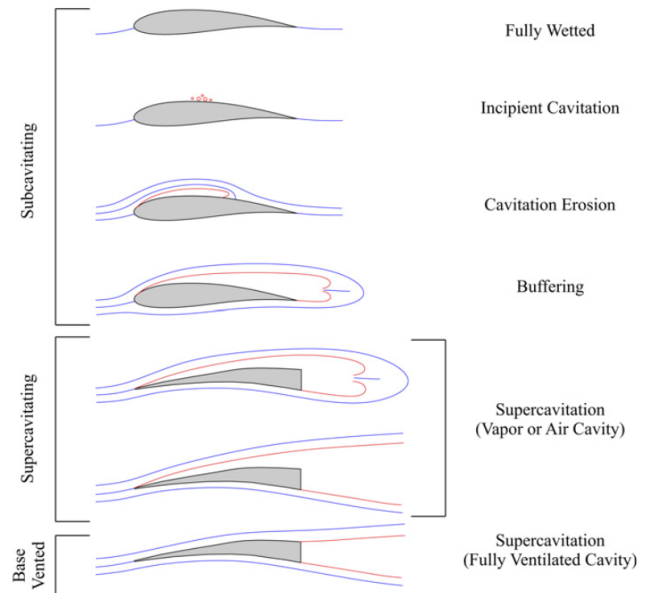 Fully Wetted
Incipient Cavitation
Subcavitating
Cavitation Erosion
Buffering
Supercavitating
Supercavitation
(Vapor or Air Cavity)
Base
Vented
Supercavitation
(Fully Ventilated Cavity)